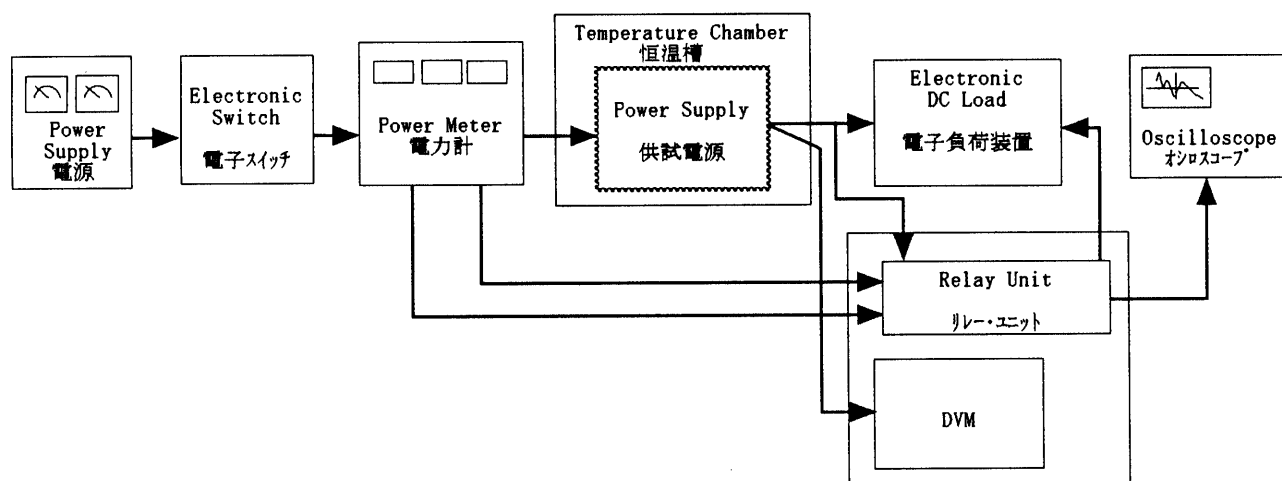 Power
Supply
電源
Electronic
Switch
電子スイッチ
Power Meter
電力計
Temperature Chamber
恒温槽
Power Supply
供試電源
Electronic
DC Load
電子負荷装置
Oscilloscope
オシロスコープ
Relay Unit
リレー・ユニット
DVM